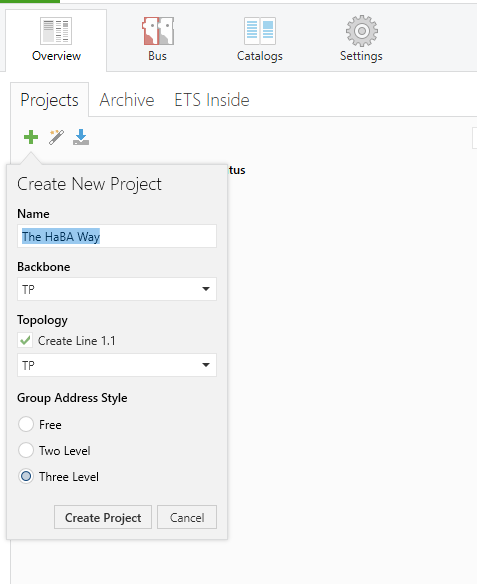 Overview
Bus
Catalogs
Settings
Projects
Archive
ETS Inside
tus
Create New Project
Name
The HaBA Way
Backbone
TP
Topology
Create Line 1.1
TP
Group Address Style
Free
Two Level
Three Level
Create Project
Cancel